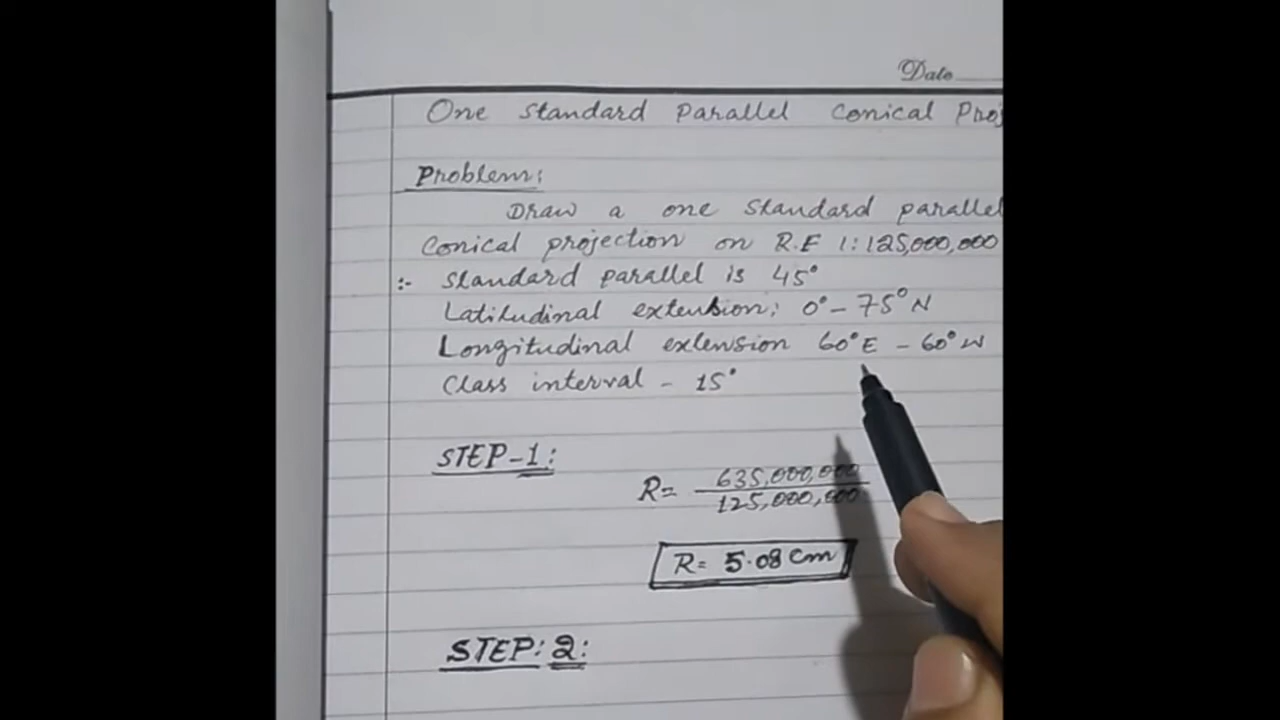 Date
One Standard Parallel Conical Proj
Problem:
Draw a one standard parallel
Conical projection on R.F 1:125,000,000
:- Standard parallel is 45°
Latitudinal extension; 0° - 75° N
Longitudinal extension 60°E - 60°W
Class interval - 15°
STEP-1:
R= 635,000,000
125,000,000
R= 5.08 Cm
STEP: 2: